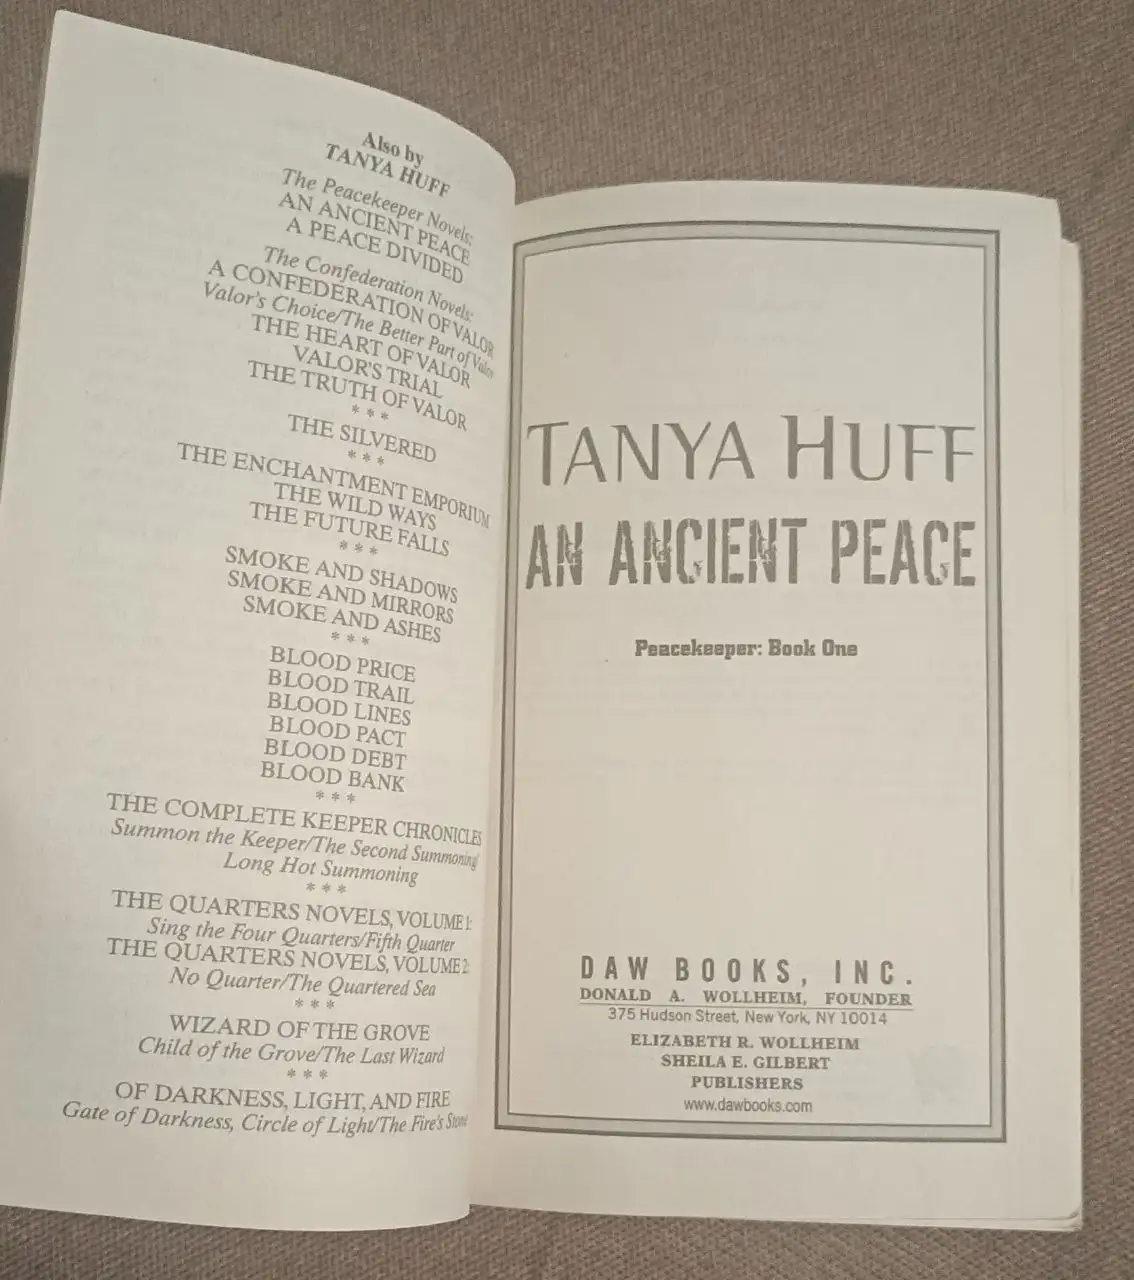 Also by
TANYA HUFF
The Peacekeeper Novels:
AN ANCIENT PEACE
A PEACE DIVIDED
The Confederation Novels:
A CONFEDERATION OF VALOR
Valor's Choice/The Better Part of Valor
THE HEART OF VALOR
VALOR'S TRIAL
THE TRUTH OF VALOR
* * *
THE SILVERED
* * *
THE ENCHANTMENT EMPORIUM
THE WILD WAYS
THE FUTURE FALLS
* * *
SMOKE AND SHADOWS
SMOKE AND MIRRORS
SMOKE AND ASHES
* * *
BLOOD PRICE
BLOOD TRAIL
BLOOD LINES
BLOOD PACT
BLOOD DEBT
BLOOD BANK
* * *
THE COMPLETE KEEPER CHRONICLES
Summon the Keeper/The Second Summoning/
Long Hot Summoning
* * *
THE QUARTERS NOVELS, VOLUME 1:
Sing the Four Quarters/Fifth Quarter
THE QUARTERS NOVELS, VOLUME 2:
No Quarter/The Quartered Sea
* * *
WIZARD OF THE GROVE
Child of the Grove/The Last Wizard
* * *
OF DARKNESS, LIGHT, AND FIRE
Gate of Darkness, Circle of Light/The Fire's Stone
TANYA HUFF
AN ANCIENT PEACE
Peacekeeper: Book One
DAW BOOKS, INC.
DONALD A. WOLLHEIM, FOUNDER
375 Hudson Street, New York, NY 10014
ELIZABETH R. WOLLHEIM
SHEILA E. GILBERT
PUBLISHERS
www.dawbooks.com